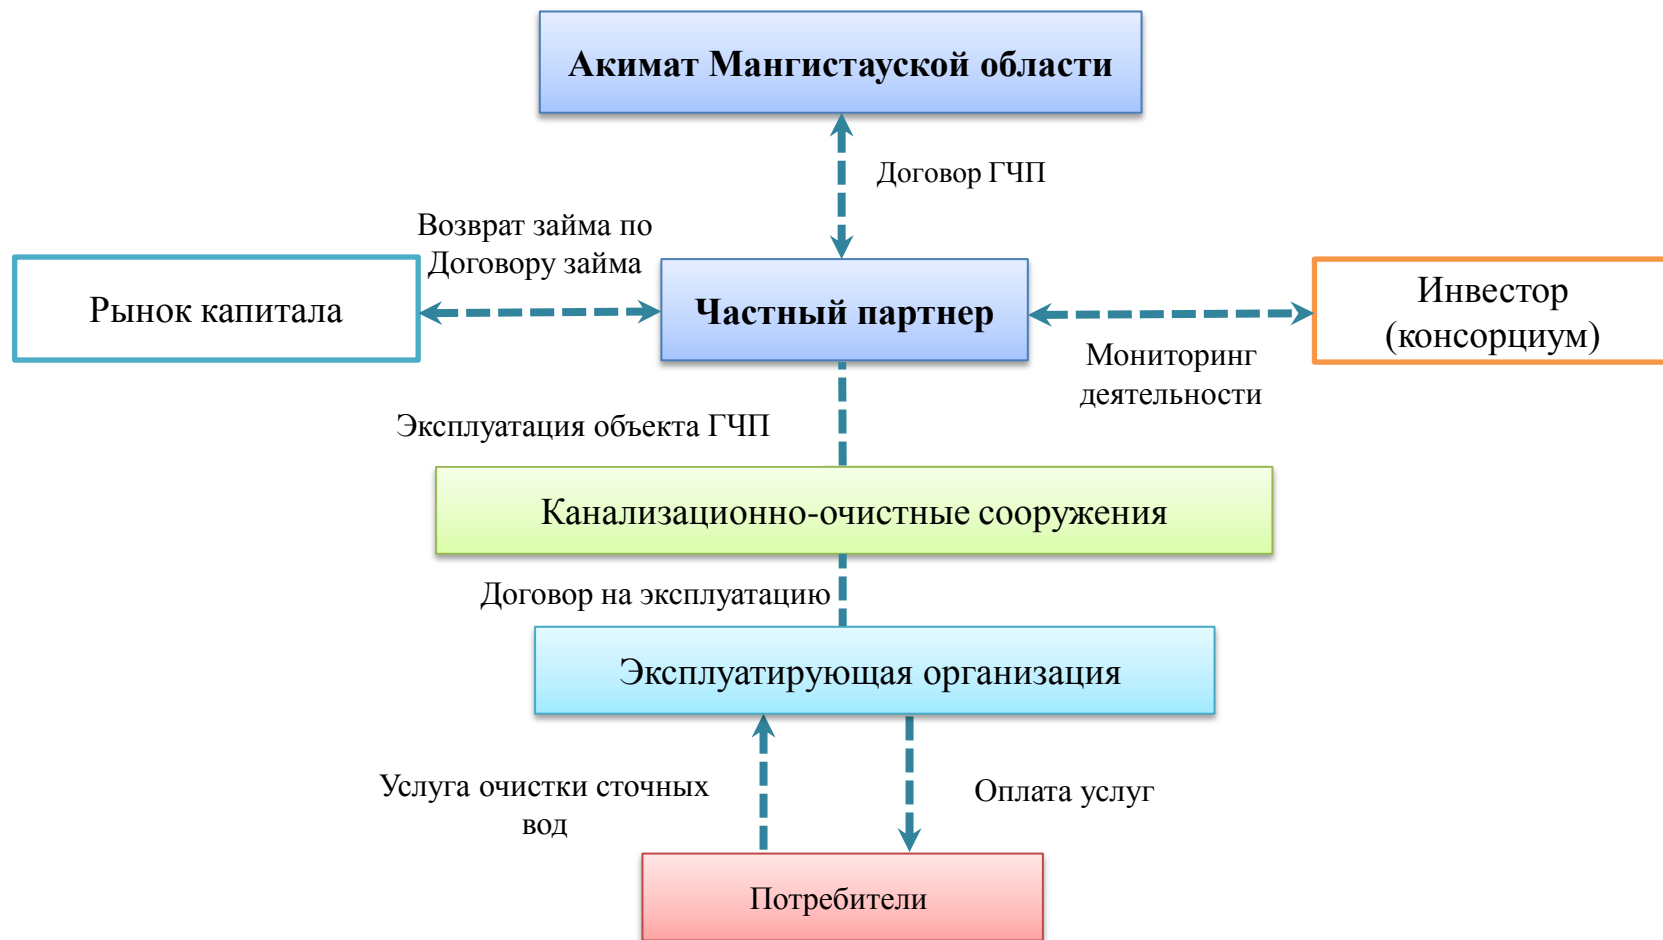 Акимат Мангистауской области
Договор ГЧП
Возврат займа по
Договору займа
Рынок капитала
Частный партнер
Инвестор
(консорциум)
Мониторинг
деятельности
Эксплуатация объекта ГЧП
Канализационно-очистные сооружения
Договор на эксплуатацию
Эксплуатирующая организация
Услуга очистки сточных
вод
Оплата услуг
Потребители